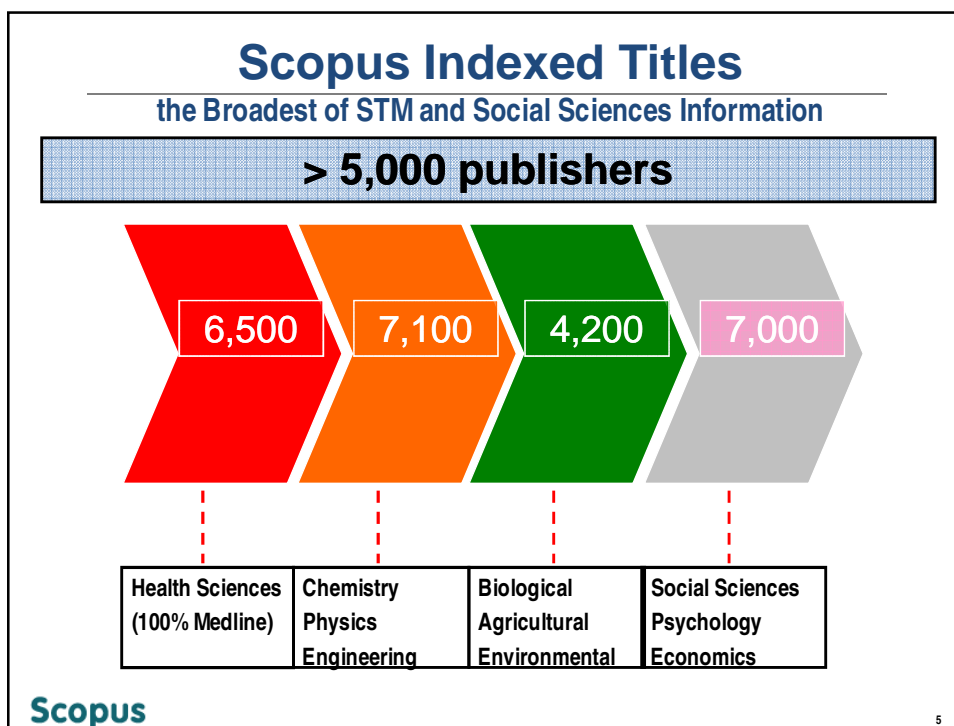 Scopus Indexed Titles
the Broadest of STM and Social Sciences Information
> 5,000 publishers
6,500
7,100
4,200
7,000
Health Sciences
(100% Medline)
Chemistry
Physics
Engineering
Biological
Agricultural
Environmental
Social Sciences
Psychology
Economics
Scopus
5